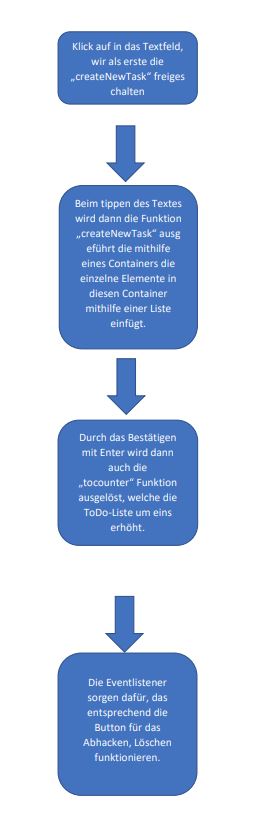 Klick auf in das Textfeld,
wir als erste die
„createNewTask“ freiges
chalten
Beim tippen des Textes
wird dann die Funktion
„createNewTask“ ausg
eführt die mithilfe
eines Containers die
einzelne Elemente in
diesen Container
mithilfe einer Liste
einfügt.
Durch das Bestätigen
mit Enter wird dann
auch die
„tocounter“ Funktion
ausgelöst, welche die
ToDo-Liste um eins
erhöht.
Die Eventlistener
sorgen dafür, das
entsprechend die
Button für das
Abhacken, Löschen
funktionieren.